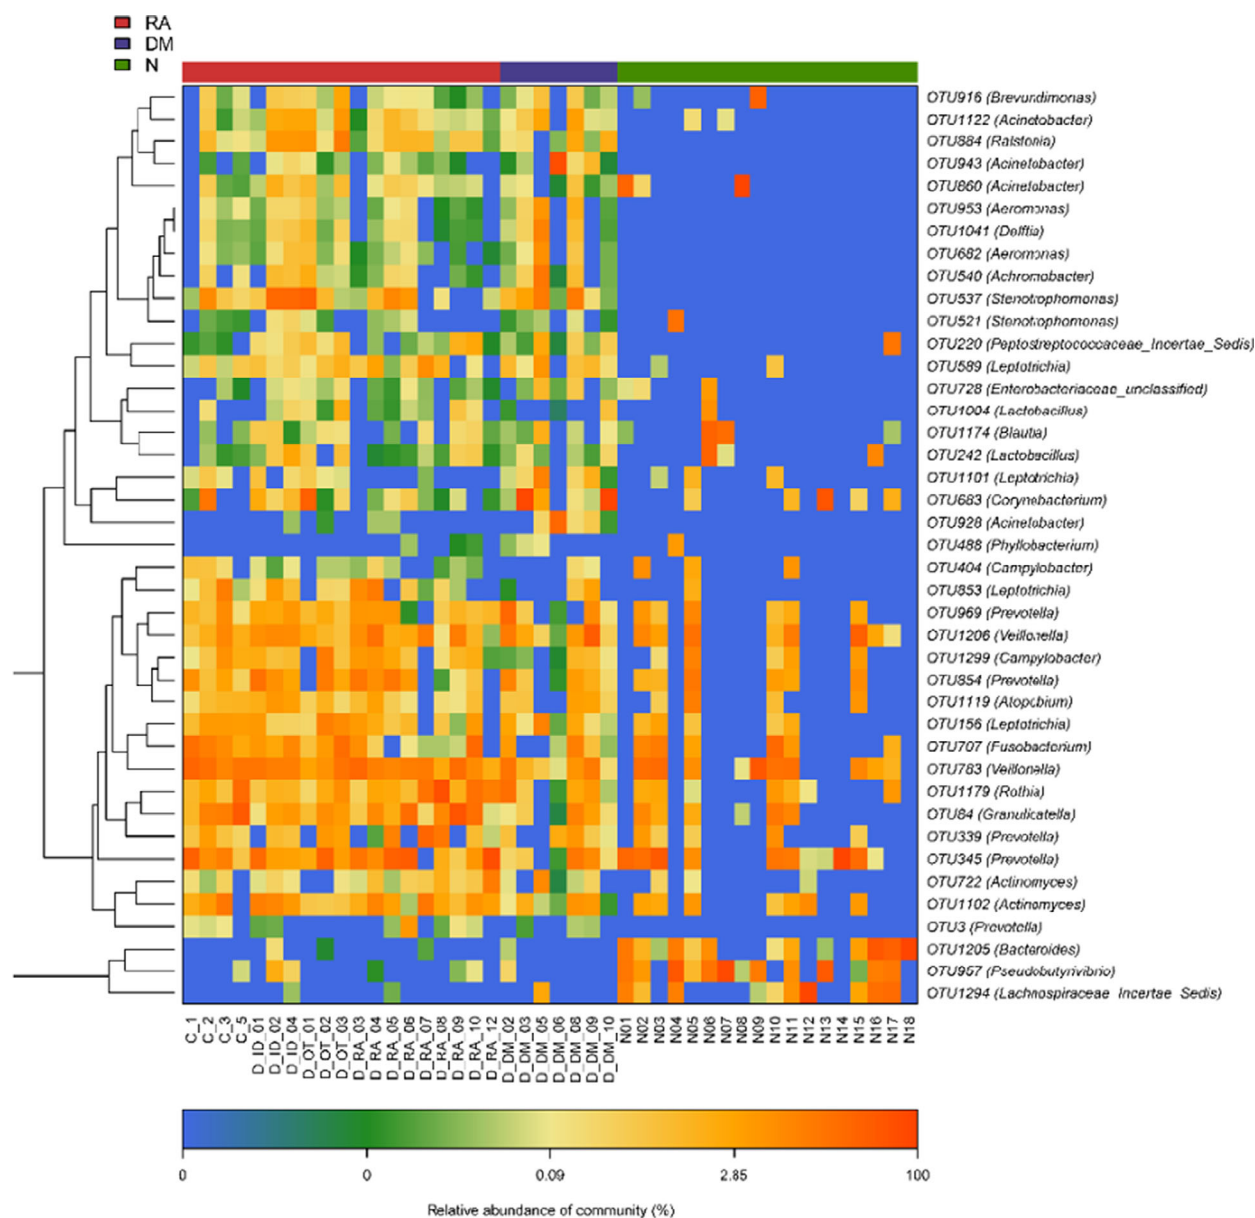 RA
DM
N
OTU916 (Brevundimonas)
OTU1122 (Acinetobacter)
OTU884 (Ralstonia)
OTU943 (Acinetobacter)
OTU860 (Acinetobacter)
OTU953 (Aeromonas)
OTU1041 (Delftia)
OTU682 (Aeromonas)
OTU540 (Achromobacter)
OTU537 (Stenotrophomonas)
OTU521 (Stenotrophomonas)
OTU220 (Peptostreptococcaceae_Incertae_Sedis)
OTU589 (Leptotrichia)
OTU728 (Enterobacteriaceae_unclassified)
OTU1004 (Lactobacillus)
OTU1174 (Blautia)
OTU242 (Lactobacillus)
OTU1101 (Leptotrichia)
OTU683 (Corynebacterium)
OTU928 (Acinetobacter)
OTU488 (Phyllobacterium)
OTU404 (Campylobacter)
OTU853 (Leptotrichia)
OTU969 (Prevotella)
OTU1206 (Veillonella)
OTU1299 (Campylobacter)
OTU854 (Prevotella)
OTU1119 (Atopobium)
OTU156 (Leptotrichia)
OTU707 (Fusobacterium)
OTU783 (Veillonella)
OTU1179 (Rothia)
OTU84 (Granulicatella)
OTU339 (Prevotella)
OTU345 (Prevotella)
OTU722 (Actinomyces)
OTU1102 (Actinomyces)
OTU3 (Prevotella)
OTU1205 (Bacteroides)
OTU967 (Pseudobutyrivibrio)
OTU1294 (Lachnospiraceae_Incertae_Sedis)
C_1
C_2
C_3
C_5
D_ID_01
D_ID_02
D_ID_04
D_OT_01
D_OT_02
D_OT_03
D_RA_03
D_RA_04
D_RA_05
D_RA_06
D_RA_07
D_RA_08
D_RA_09
D_RA_10
D_RA_12
D_DM_02
D_DM_03
D_DM_05
D_DM_06
D_DM_08
D_DM_09
D_DM_10
N01
N02
N03
N04
N05
N06
N07
N08
N09
N10
N11
N12
N13
N14
N15
N16
N17
N18
0
0
0.09
2.85
100
Relative abundance of community (%)